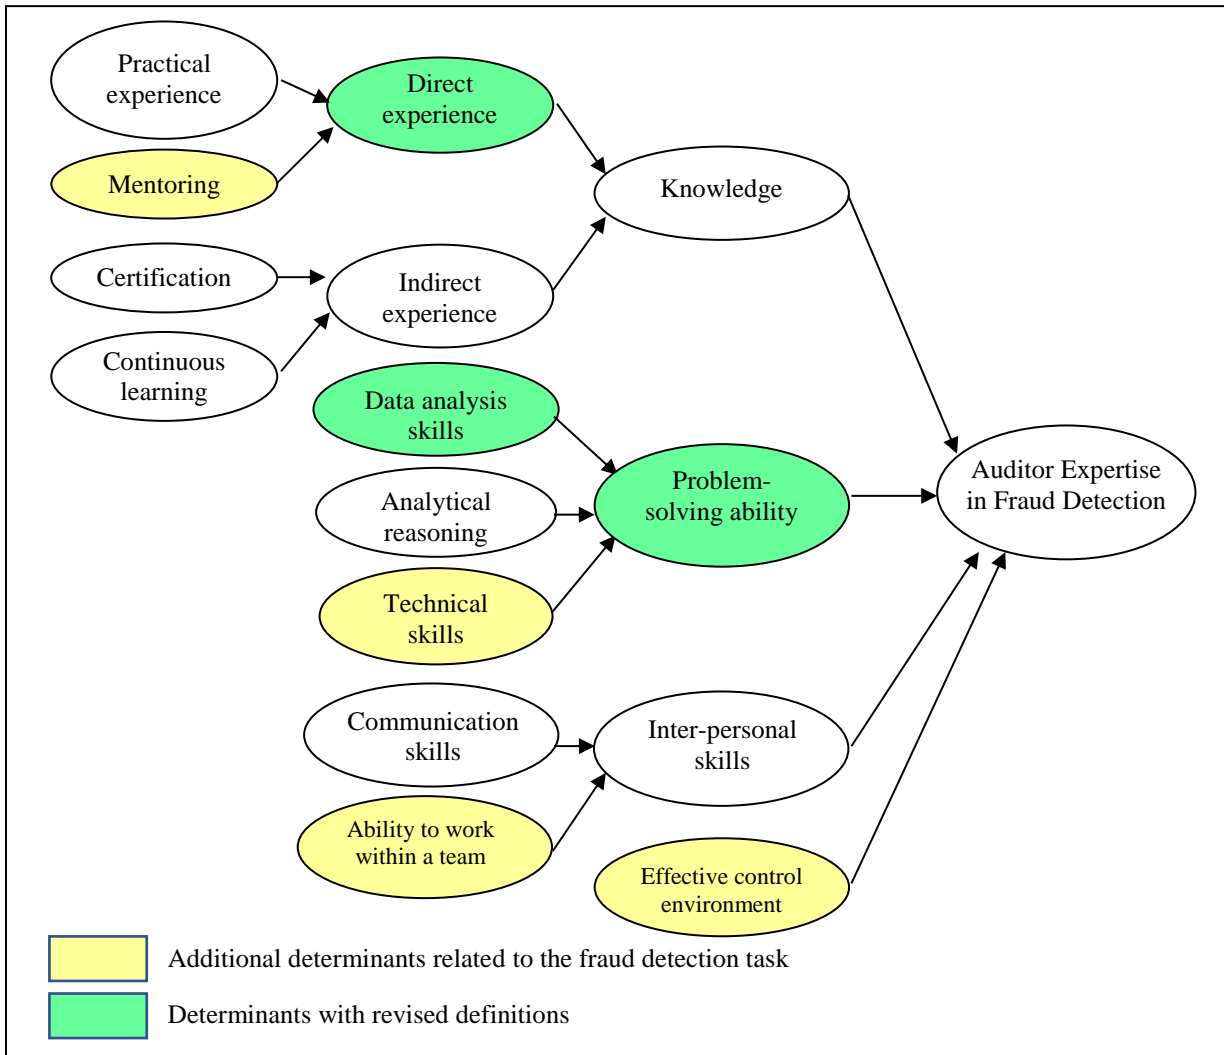 Practical
experience
Direct
experience
Mentoring
Knowledge
Certification
Indirect
experience
Continuous
learning
Data analysis
skills
Analytical
reasoning
Problem-
solving ability
Auditor Expertise
in Fraud Detection
Technical
skills
Communication
skills
Inter-personal
skills
Ability to work
within a team
Effective control
environment
Additional determinants related to the fraud detection task
Determinants with revised definitions